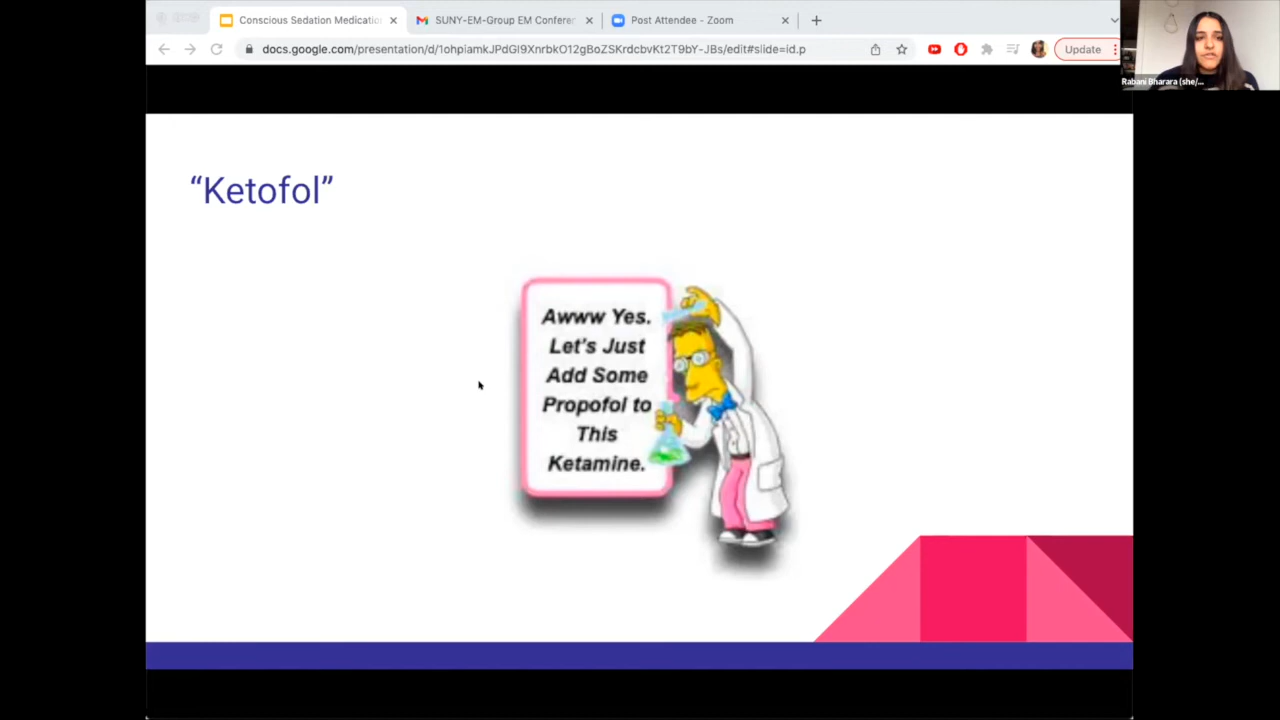 Conscious Sedation Medicatio
SUNY-EM-Group EM Conferen
Post Attendee - Zoom
docs.google.com/presentation/d/1ohpiamkJPdGl9XnrbkO12gBoZSKrdcbvKt2T9bY-JBs/edit#slide=id.p
Update
Rabani Bharara (she/...
“Ketofol”
Awww Yes.
Let's Just
Add Some
Propofol to
This
Ketamine.